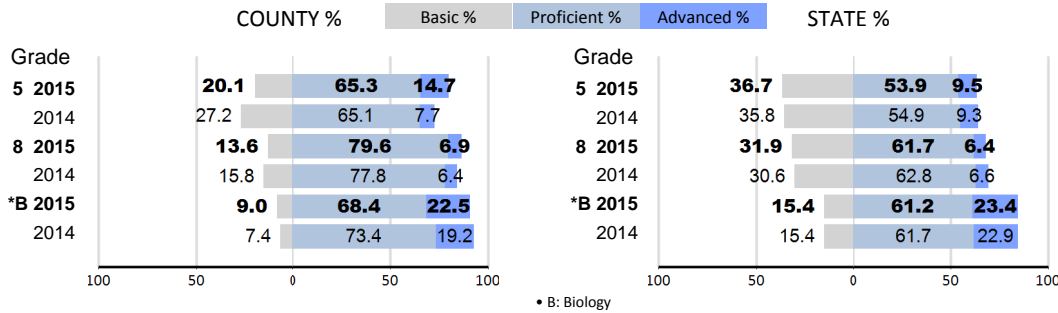 COUNTY % Basic % Proficient % Advanced % STATE %
Grade Grade
5 2015 20.1 65.3 14.7 5 2015 36.7 53.9 9.5
2014 27.2 65.1 7.7 2014 35.8 54.9 9.3
8 2015 13.6 79.6 6.9 8 2015 31.9 61.7 6.4
2014 15.8 77.8 6.4 2014 30.6 62.8 6.6
*B 2015 9.0 68.4 22.5 *B 2015 15.4 61.2 23.4
2014 7.4 73.4 19.2 2014 15.4 61.7 22.9
100 50 0 50 100 100 50 0 50 100
• B: Biology